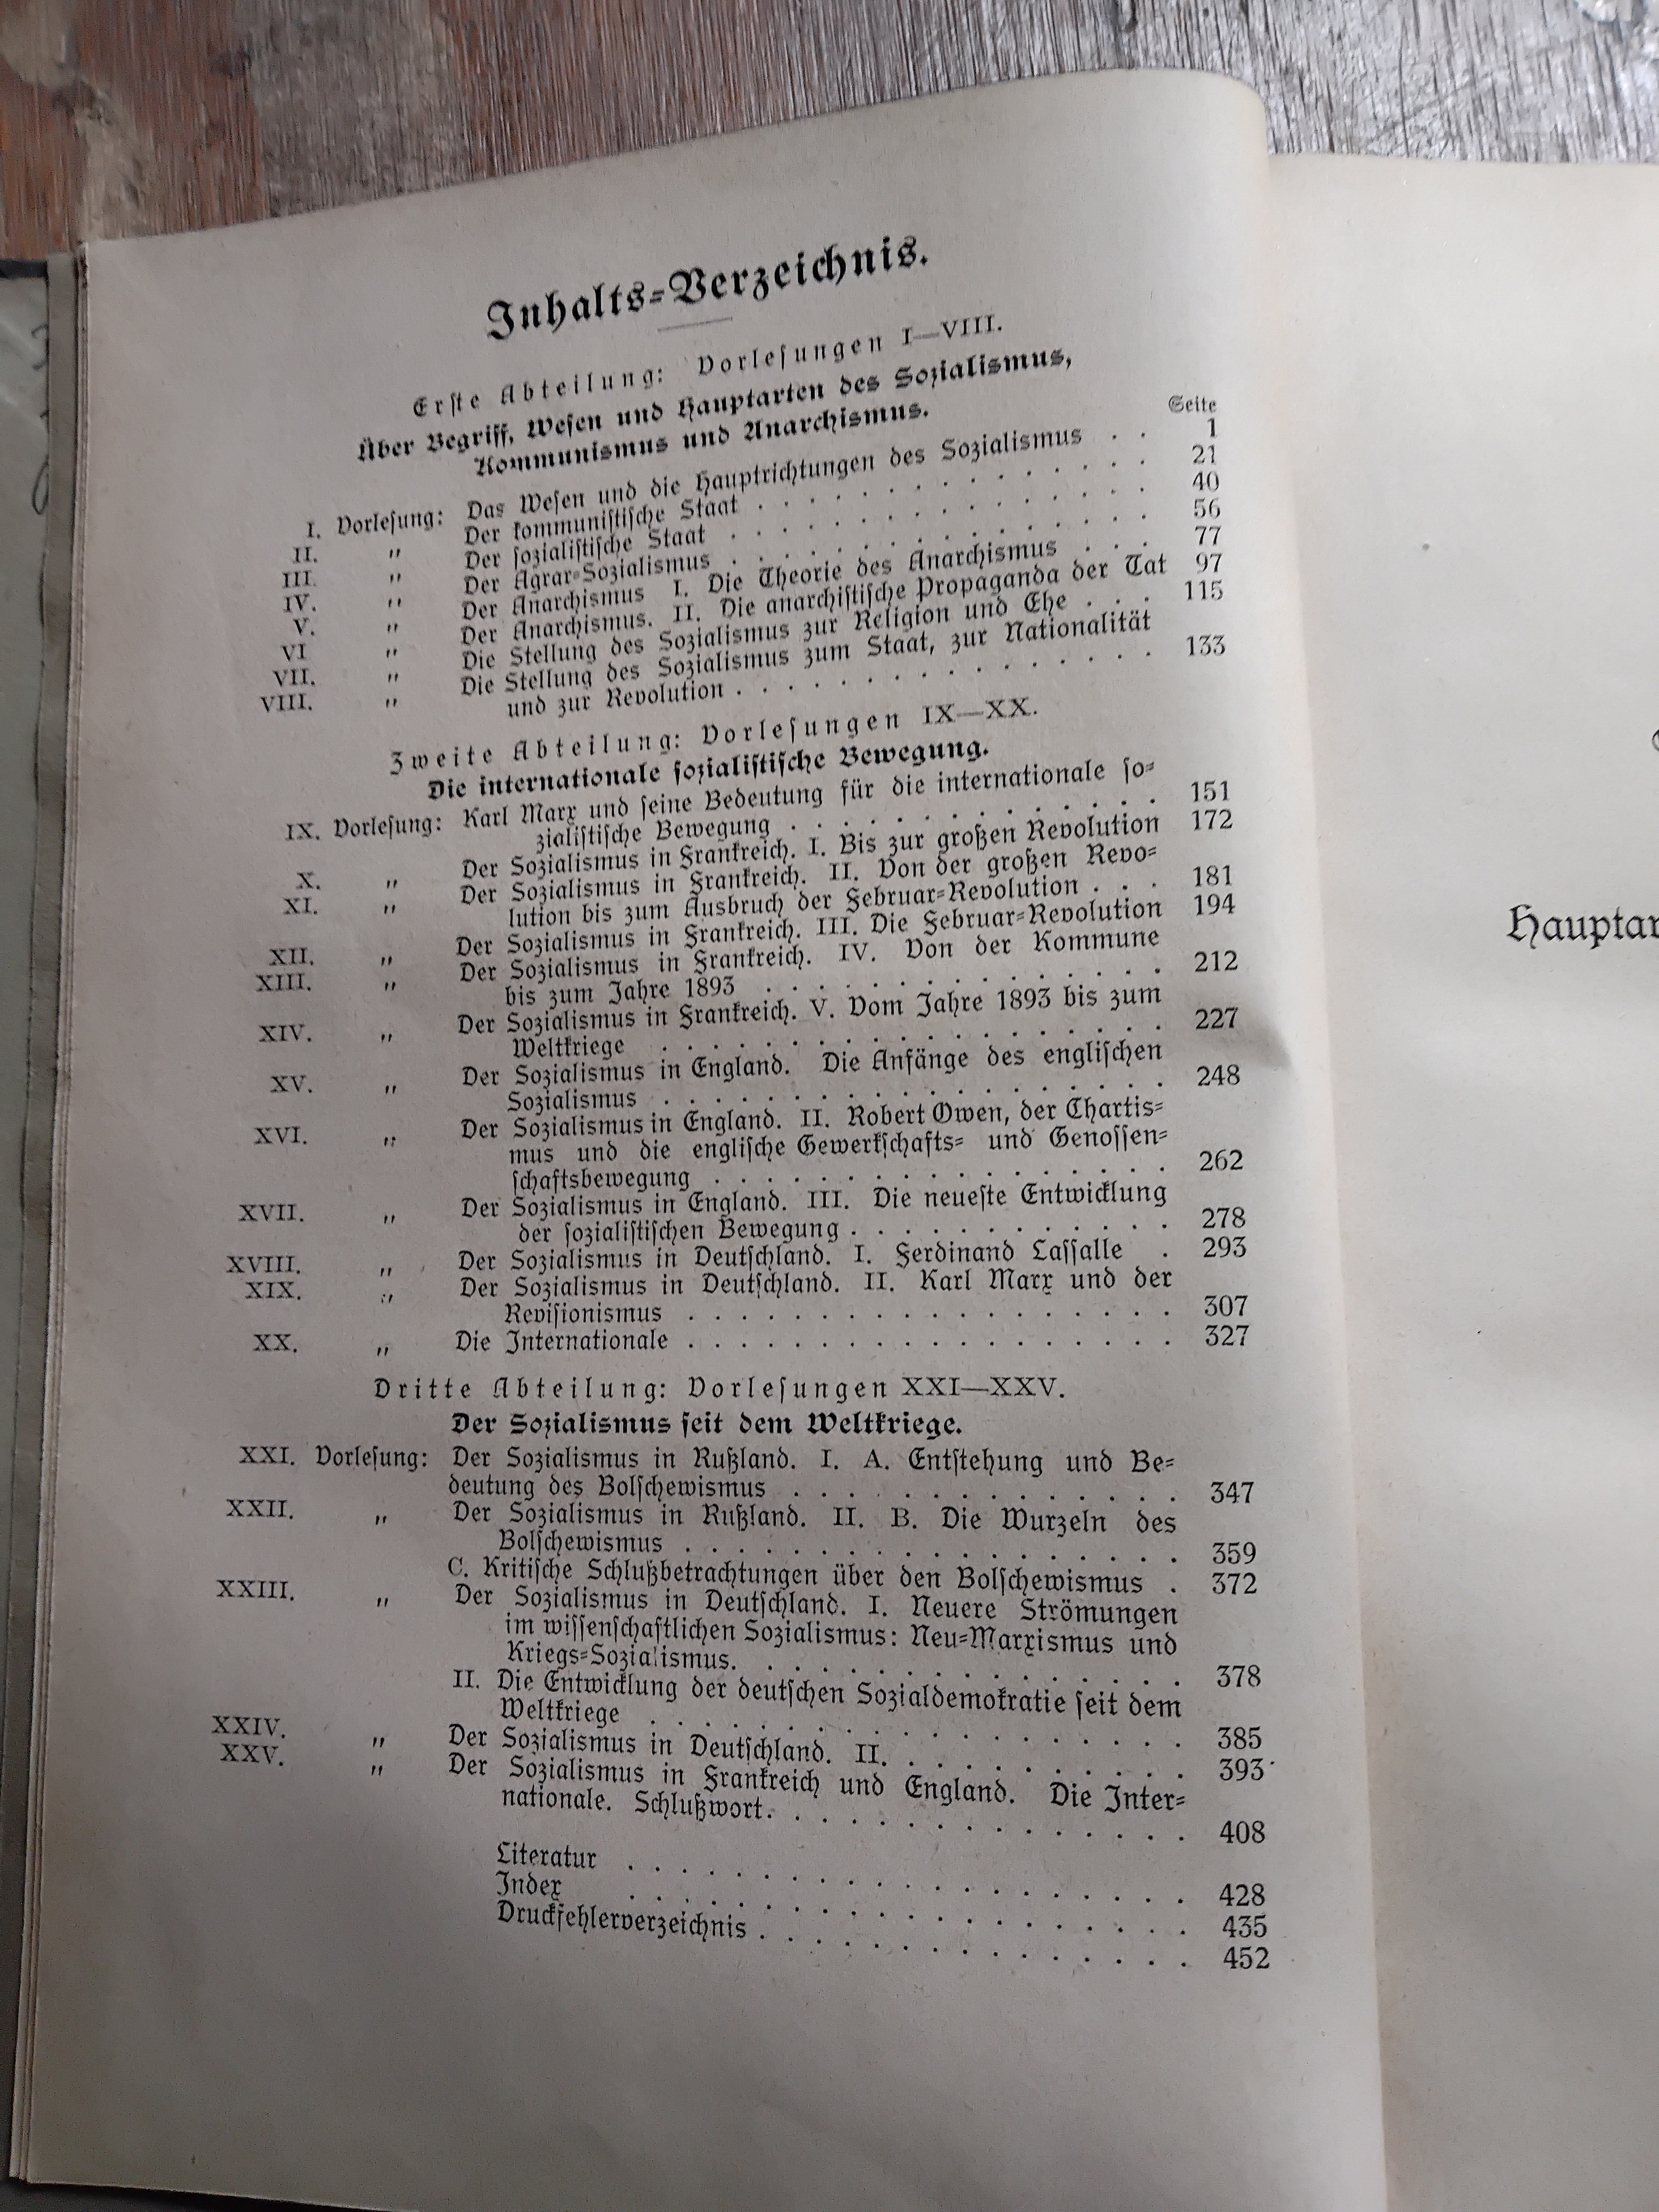 Inhalts-Verzeichnis.
Erste Abteilung: Vorlesungen I—VIII.
Über Begriff, Wesen und Hauptarten des Sozialismus,
Kommunismus und Anarchismus.
Seite
I. Vorlesung: Das Wesen und die Hauptrichtungen des Sozialismus . . 1
II. " Der kommunistische Staat . . . . . . . . . . . . . . . 21
III. " Der sozialistische Staat . . . . . . . . . . . . . . . . 40
IV. " Der Agrar-Sozialismus . . . . . . . . . . . . . . . . 56
V. " Der Anarchismus I. Die Theorie des Anarchismus . . . 77
VI " Der Anarchismus. II. Die anarchistische Propaganda der Tat 97
VII. " Die Stellung des Sozialismus zur Religion und Ehe . . . 115
VIII. " Die Stellung des Sozialismus zum Staat, zur Nationalität
und zur Revolution . . . . . . . . . . . . . . . . 133
Zweite Abteilung: Vorlesungen IX—XX.
Die internationale sozialistische Bewegung.
IX. Vorlesung: Karl Marx und seine Bedeutung für die internationale so-
zialistische Bewegung . . . . . . . . . . . . . . 151
X. " Der Sozialismus in Frankreich. I. Bis zur großen Revolution 172
XI. " Der Sozialismus in Frankreich. II. Von der großen Revo-
lution bis zum Ausbruch der Februar-Revolution . . . 181
XII. " Der Sozialismus in Frankreich. III. Die Februar-Revolution 194
XIII. " Der Sozialismus in Frankreich. IV. Von der Kommune
bis zum Jahre 1893 . . . . . . . . . . . . . . . 212
XIV. " Der Sozialismus in Frankreich. V. Vom Jahre 1893 bis zum
Weltkriege . . . . . . . . . . . . . . . . . . . 227
XV. " Der Sozialismus in England. Die Anfänge des englischen
Sozialismus . . . . . . . . . . . . . . . . . . . 248
XVI. " Der Sozialismus in England. II. Robert Owen, der Chartis-
mus und die englische Gewerkschafts- und Genossen-
schaftsbewegung . . . . . . . . . . . . . . . . . 262
XVII. " Der Sozialismus in England. III. Die neueste Entwicklung
der sozialistischen Bewegung . . . . . . . . . . . . 278
XVIII. " Der Sozialismus in Deutschland. I. Ferdinand Lassalle . 293
XIX. " Der Sozialismus in Deutschland. II. Karl Marx und der
Revisionismus . . . . . . . . . . . . . . . . . . 307
XX. " Die Internationale . . . . . . . . . . . . . . . . . . 327
Dritte Abteilung: Vorlesungen XXI—XXV.
Der Sozialismus seit dem Weltkriege.
XXI. Vorlesung: Der Sozialismus in Rußland. I. A. Entstehung und Be-
deutung des Bolschewismus . . . . . . . . . . . . . . 347
XXII. " Der Sozialismus in Rußland. II. B. Die Wurzeln des
Bolschewismus . . . . . . . . . . . . . . . . . . 359
C. Kritische Schlußbetrachtungen über den Bolschewismus . 372
XXIII. " Der Sozialismus in Deutschland. I. Neuere Strömungen
im wissenschaftlichen Sozialismus: Neu-Marxismus und
Kriegs-Sozialismus. . . . . . . . . . . . . . . . . 378
II. Die Entwicklung der deutschen Sozialdemokratie seit dem
Weltkriege . . . . . . . . . . . . . . . . . . . . 385
XXIV. " Der Sozialismus in Deutschland. II. . . . . . . . . . . . 393
XXV. " Der Sozialismus in Frankreich und England. Die Inter-
nationale. Schlußwort. . . . . . . . . . . . . . . . 408
Literatur . . . . . . . . . . . . . . . . . . . . 428
Index . . . . . . . . . . . . . . . . . . . . 435
Druckfehlerverzeichnis . . . . . . . . . . . . . . . . 452
Hauptar